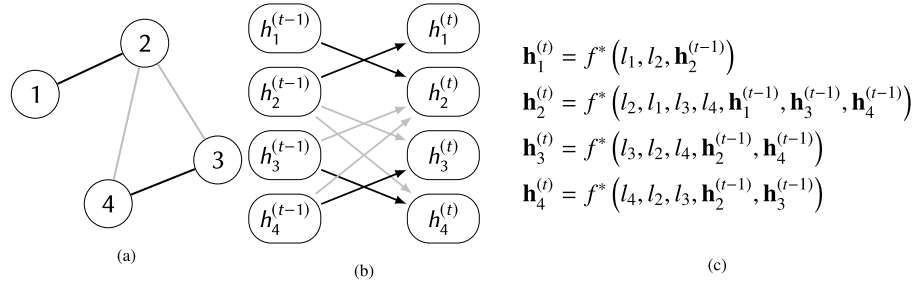 1
2
3
4
(a)
h_1^{(t-1)} h_1^{(t)}
h_2^{(t-1)} h_2^{(t)}
h_3^{(t-1)} h_3^{(t)}
h_4^{(t-1)} h_4^{(t)}
(b)
h_1^{(t)} = f^* (l_1, l_2, h_2^{(t-1)})
h_2^{(t)} = f^* (l_2, l_1, l_3, l_4, h_1^{(t-1)}, h_3^{(t-1)}, h_4^{(t-1)})
h_3^{(t)} = f^* (l_3, l_2, l_4, h_2^{(t-1)}, h_4^{(t-1)})
h_4^{(t)} = f^* (l_4, l_2, l_3, h_2^{(t-1)}, h_3^{(t-1)})
(c)